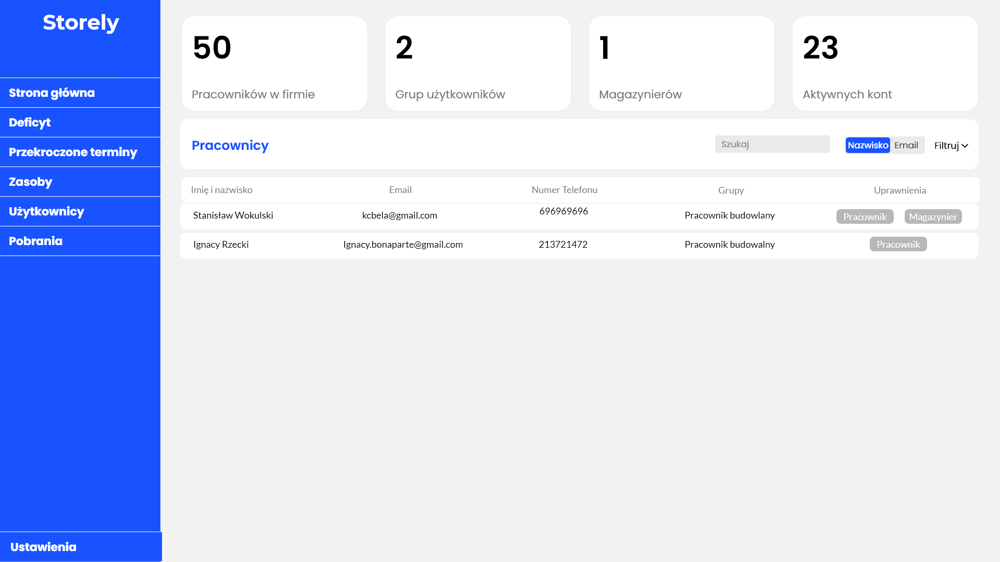 Storely
Strona główna
Deficyt
Przekroczone terminy
Zasoby
Użytkownicy
Pobrania
Ustawienia
50
Pracowników w firmie
2
Grup użytkowników
1
Magazynierów
23
Aktywnych kont
Pracownicy
Szukaj
Nazwisko Email
Filtruj
Imię i nazwisko Email Numer Telefonu Grupy Uprawnienia
Stanisław Wokulski kcbela@gmail.com 696969696 Pracownik budowlany Pracownik Magazynier
Ignacy Rzecki Ignacy.bonaparte@gmail.com 213721472 Pracownik budowalny Pracownik